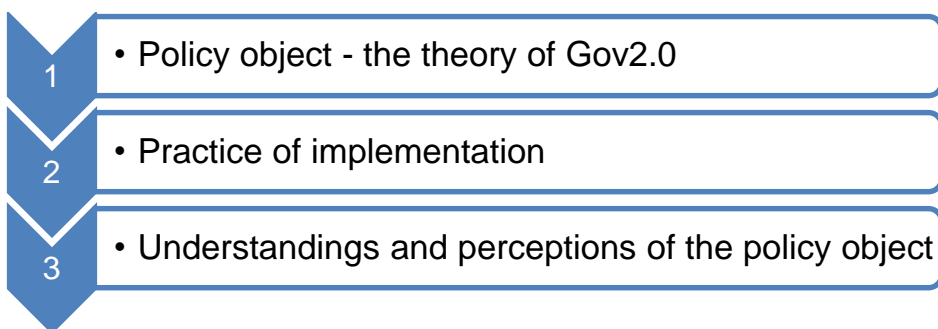 1
• Policy object - the theory of Gov2.0
2
• Practice of implementation
3
• Understandings and perceptions of the policy object